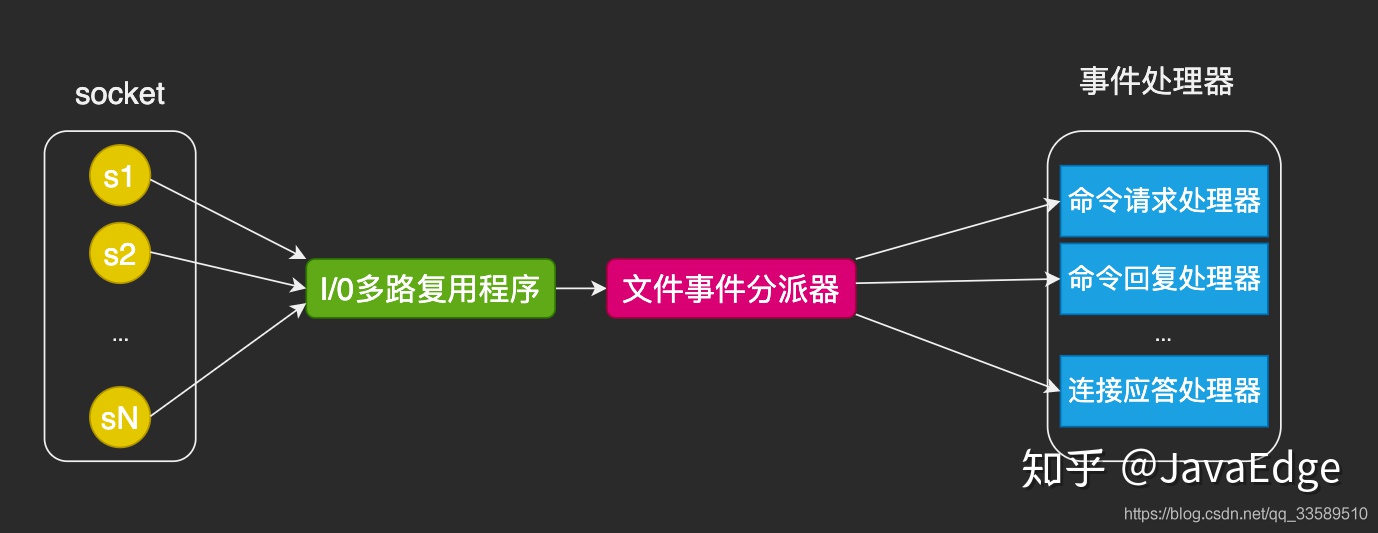 socket
s1
s2
...
sN
I/0多路复用程序
文件事件分派器
事件处理器
命令请求处理器
命令回复处理器
...
连接应答处理器
知乎 @JavaEdge
https://blog.csdn.net/qq_33589510